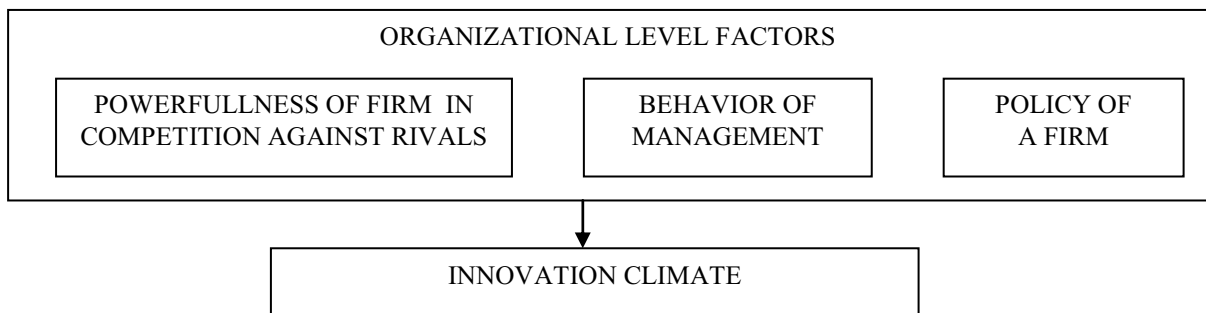 ORGANIZATIONAL LEVEL FACTORS
POWERFULLNESS OF FIRM IN
COMPETITION AGAINST RIVALS
BEHAVIOR OF
MANAGEMENT
POLICY OF
A FIRM
INNOVATION CLIMATE